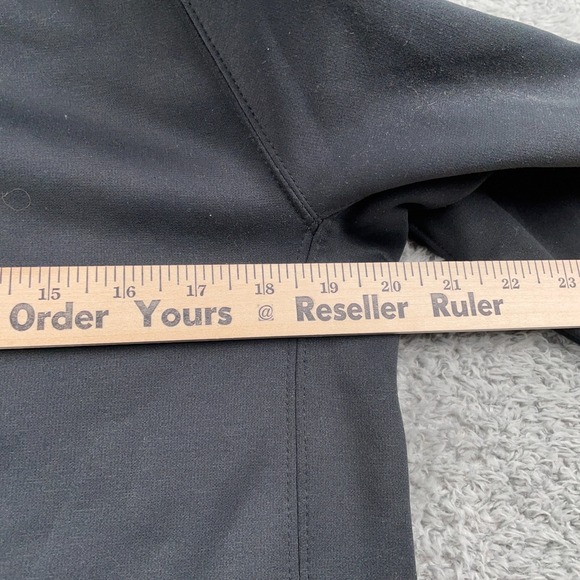 15 16 17 18 19 20 21 22 23
Order Yours @ Reseller Ruler